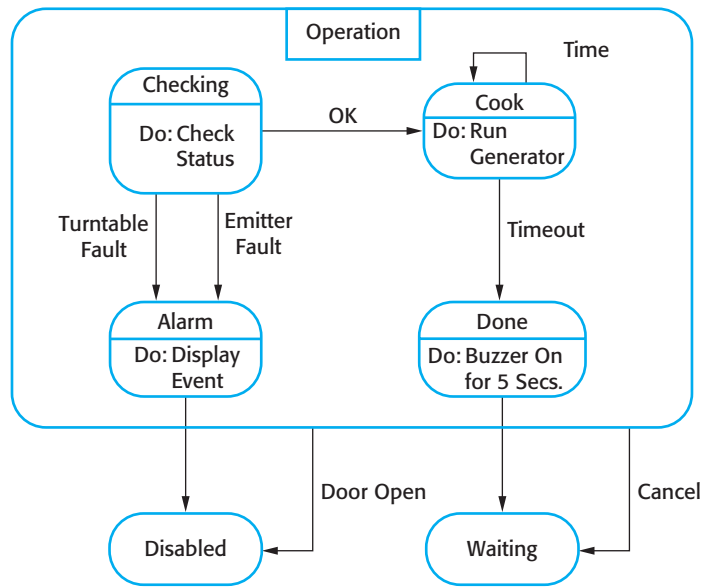 Operation
Time
Checking
Cook
OK
Do: Check
Status
Do: Run
Generator
Turntable
Fault
Emitter
Fault
Timeout
Alarm
Done
Do: Display
Event
Do: Buzzer On
for 5 Secs.
Door Open
Cancel
Disabled
Waiting